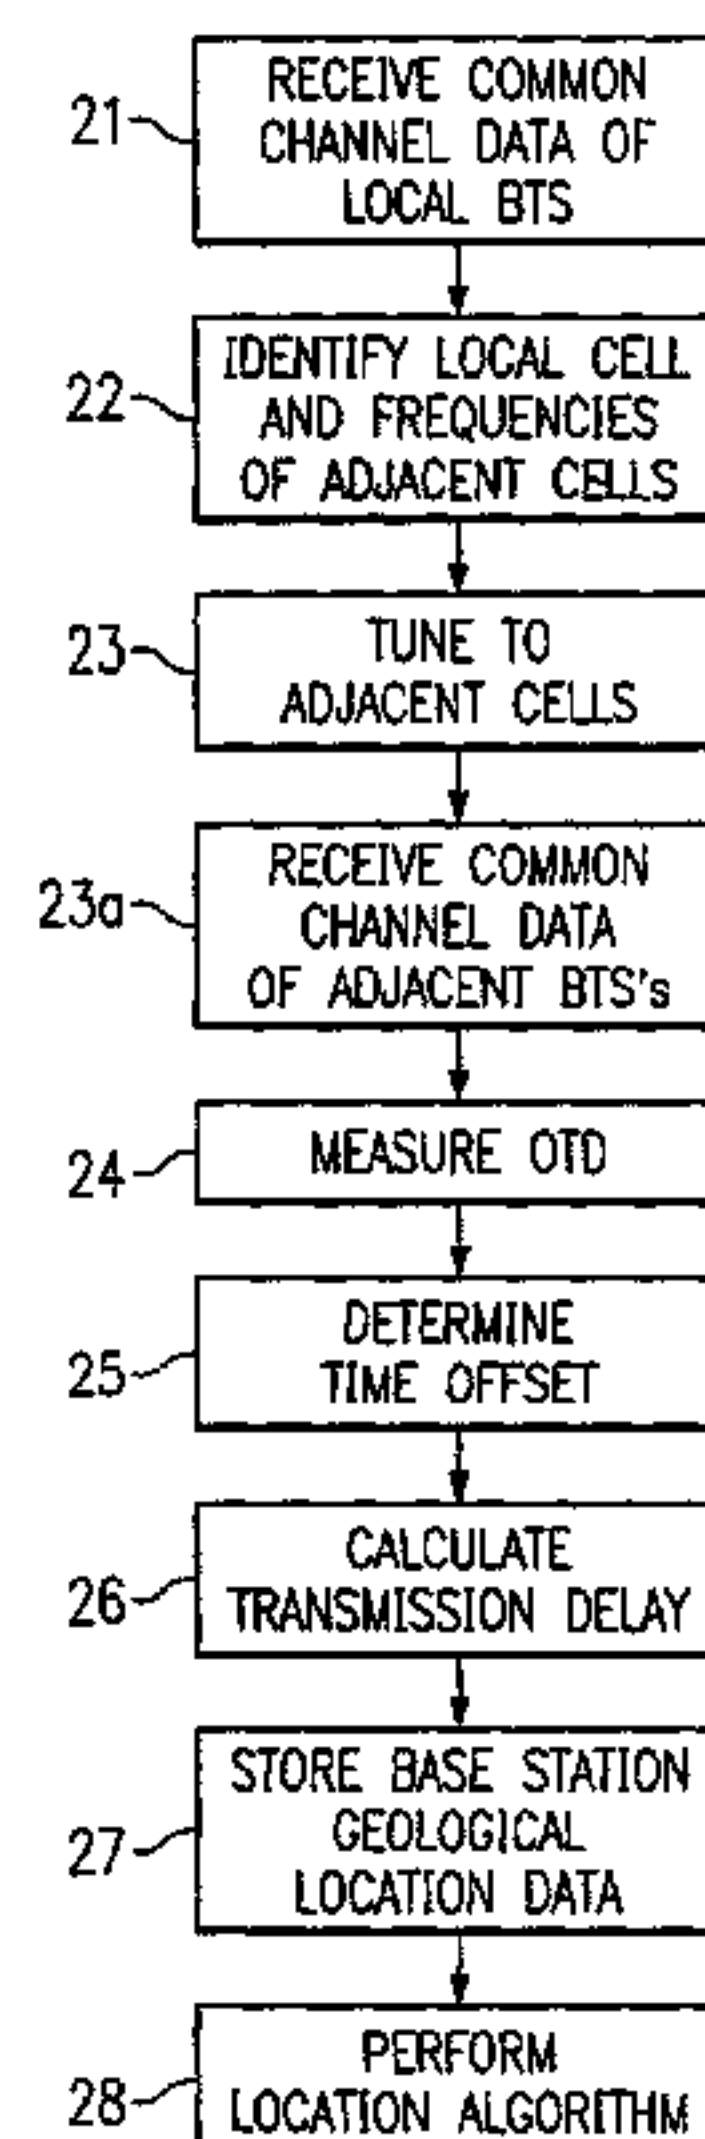 21
RECEIVE COMMON
CHANNEL DATA OF
LOCAL BTS
22
IDENTIFY LOCAL CELL
AND FREQUENCIES
OF ADJACENT CELLS
23
TUNE TO
ADJACENT CELLS
23a
RECEIVE COMMON
CHANNEL DATA
OF ADJACENT BTS's
24
MEASURE OTD
25
DETERMINE
TIME OFFSET
26
CALCULATE
TRANSMISSION DELAY
27
STORE BASE STATION
GEOLOGICAL
LOCATION DATA
28
PERFORM
LOCATION ALGORITHM